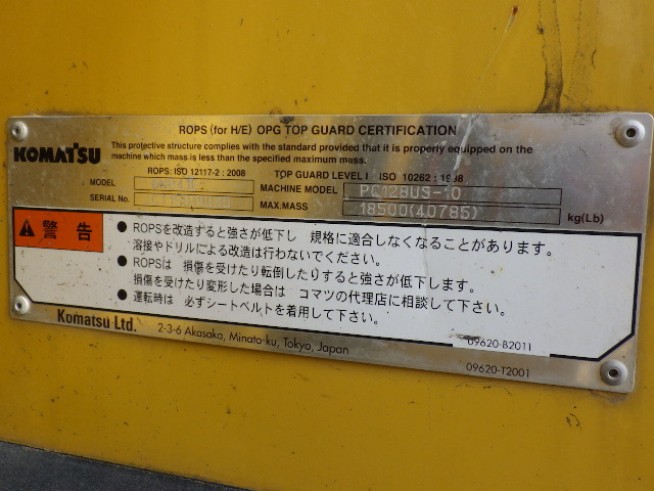 ROPS (for H/E) OPG TOP GUARD CERTIFICATION
KOMATSU
This protective structure complies with the standard provided that it is properly equipped on the
machine which mass is less than the specified maximum mass.
ROPS: ISO 12117-2 : 2008 TOP GUARD LEVEL I : ISO 10262 : 1998
MODEL MACHINE MODEL PC128US-10
SERIAL No. MAX.MASS 18500(40785) kg(Lb)
警告
● ROPSを改造すると強さが低下し 規格に適合しなくなることがあります。
溶接やドリルによる改造は行わないでください。
● ROPSは 損傷を受けたり転倒したりすると強さが低下します。
損傷を受けたり変形した場合は コマツの代理店に相談して下さい。
● 運転時は 必ずシートベルトを着用して下さい。
09620-B2011
Komatsu Ltd. 2-3-6 Akasaka, Minato-ku, Tokyo, Japan
09620-T2001